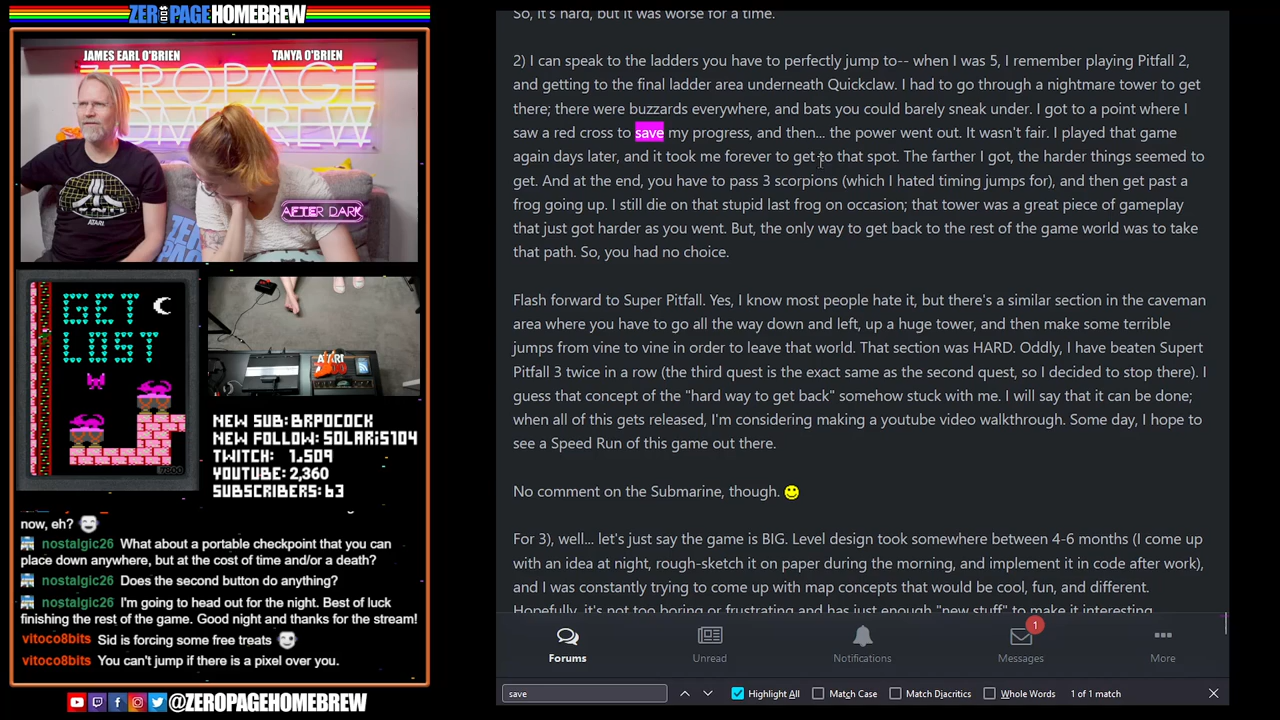 ZEROPAGEHOMEBREW
JAMES EARL O'BRIEN
TANYA O'BRIEN
ZEROPAGE
HOMEBREW
ATARI
AFTER DARK
GET
LOST
7800
ATARI
NEW SUB: BRPOCOCK
NEW FOLLOW: SOLARIS104
TWITCH: 1,509
YOUTUBE: 2,360
SUBSCRIBERS: 63
now, eh?
nostalgic26 What about a portable checkpoint that you can
place down anywhere, but at the cost of time and/or a death?
nostalgic26 Does the second button do anything?
nostalgic26 I'm going to head out for the night. Best of luck
finishing the rest of the game. Good night and thanks for the stream!
vitoco8bits Sid is forcing some free treats
vitoco8bits You can't jump if there is a pixel over you.
@ZEROPAGEHOMEBREW
So, it's hard, but it was worse for a time.
2) I can speak to the ladders you have to perfectly jump to-- when I was 5, I remember playing Pitfall 2,
and getting to the final ladder area underneath Quickclaw. I had to go through a nightmare tower to get
there; there were buzzards everywhere, and bats you could barely sneak under. I got to a point where I
saw a red cross to save my progress, and then... the power went out. It wasn't fair. I played that game
again days later, and it took me forever to get to that spot. The farther I got, the harder things seemed to
get. And at the end, you have to pass 3 scorpions (which I hated timing jumps for), and then get past a
frog going up. I still die on that stupid last frog on occasion; that tower was a great piece of gameplay
that just got harder as you went. But, the only way to get back to the rest of the game world was to take
that path. So, you had no choice.
Flash forward to Super Pitfall. Yes, I know most people hate it, but there's a similar section in the caveman
area where you have to go all the way down and left, up a huge tower, and then make some terrible
jumps from vine to vine in order to leave that world. That section was HARD. Oddly, I have beaten Supert
Pitfall 3 twice in a row (the third quest is the exact same as the second quest, so I decided to stop there). I
guess that concept of the "hard way to get back" somehow stuck with me. I will say that it can be done;
when all of this gets released, I'm considering making a youtube video walkthrough. Some day, I hope to
see a Speed Run of this game out there.
No comment on the Submarine, though.
For 3), well... let's just say the game is BIG. Level design took somewhere between 4-6 months (I come up
with an idea at night, rough-sketch it on paper during the morning, and implement it in code after work),
and I was constantly trying to come up with map concepts that would be cool, fun, and different.
Hopefully, it's not too boring or frustrating and has just enough "new stuff" to make it interesting.
1
Forums
Unread
Notifications
Messages
More
save
Highlight All
Match Case
Match Diacritics
Whole Words
1 of 1 match